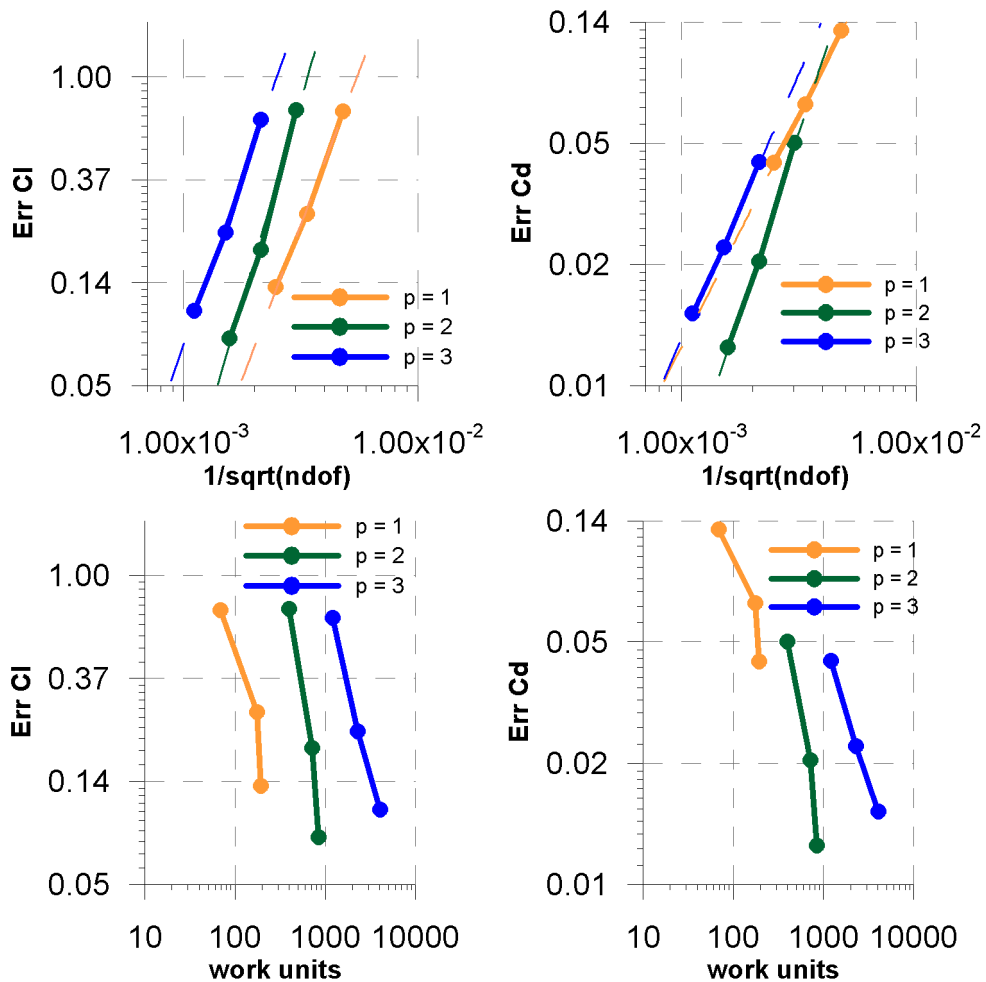 1.00
0.37
0.14
0.05
Err Cl
1.00x10-3
1.00x10-2
1/sqrt(ndof)
p = 1
p = 2
p = 3
0.14
0.05
0.02
0.01
Err Cd
1.00x10-3
1.00x10-2
1/sqrt(ndof)
p = 1
p = 2
p = 3
1.00
0.37
0.14
0.05
Err Cl
10
100
1000
10000
work units
p = 1
p = 2
p = 3
0.14
0.05
0.02
0.01
Err Cd
10
100
1000
10000
work units
p = 1
p = 2
p = 3